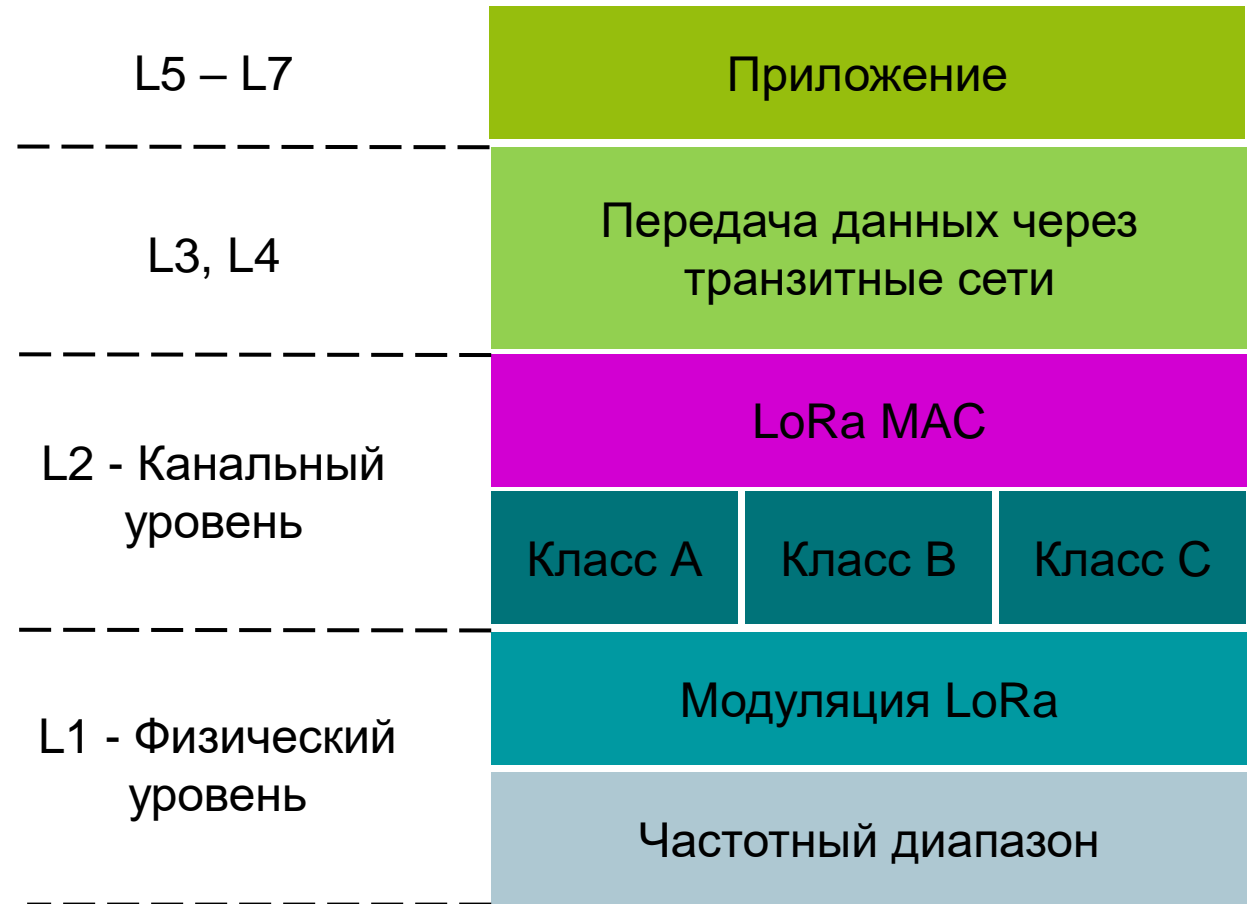 L5 – L7
Приложение
L3, L4
Передача данных через
транзитные сети
L2 - Канальный
уровень
LoRa MAC
Класс A
Класс B
Класс C
L1 - Физический
уровень
Модуляция LoRa
Частотный диапазон